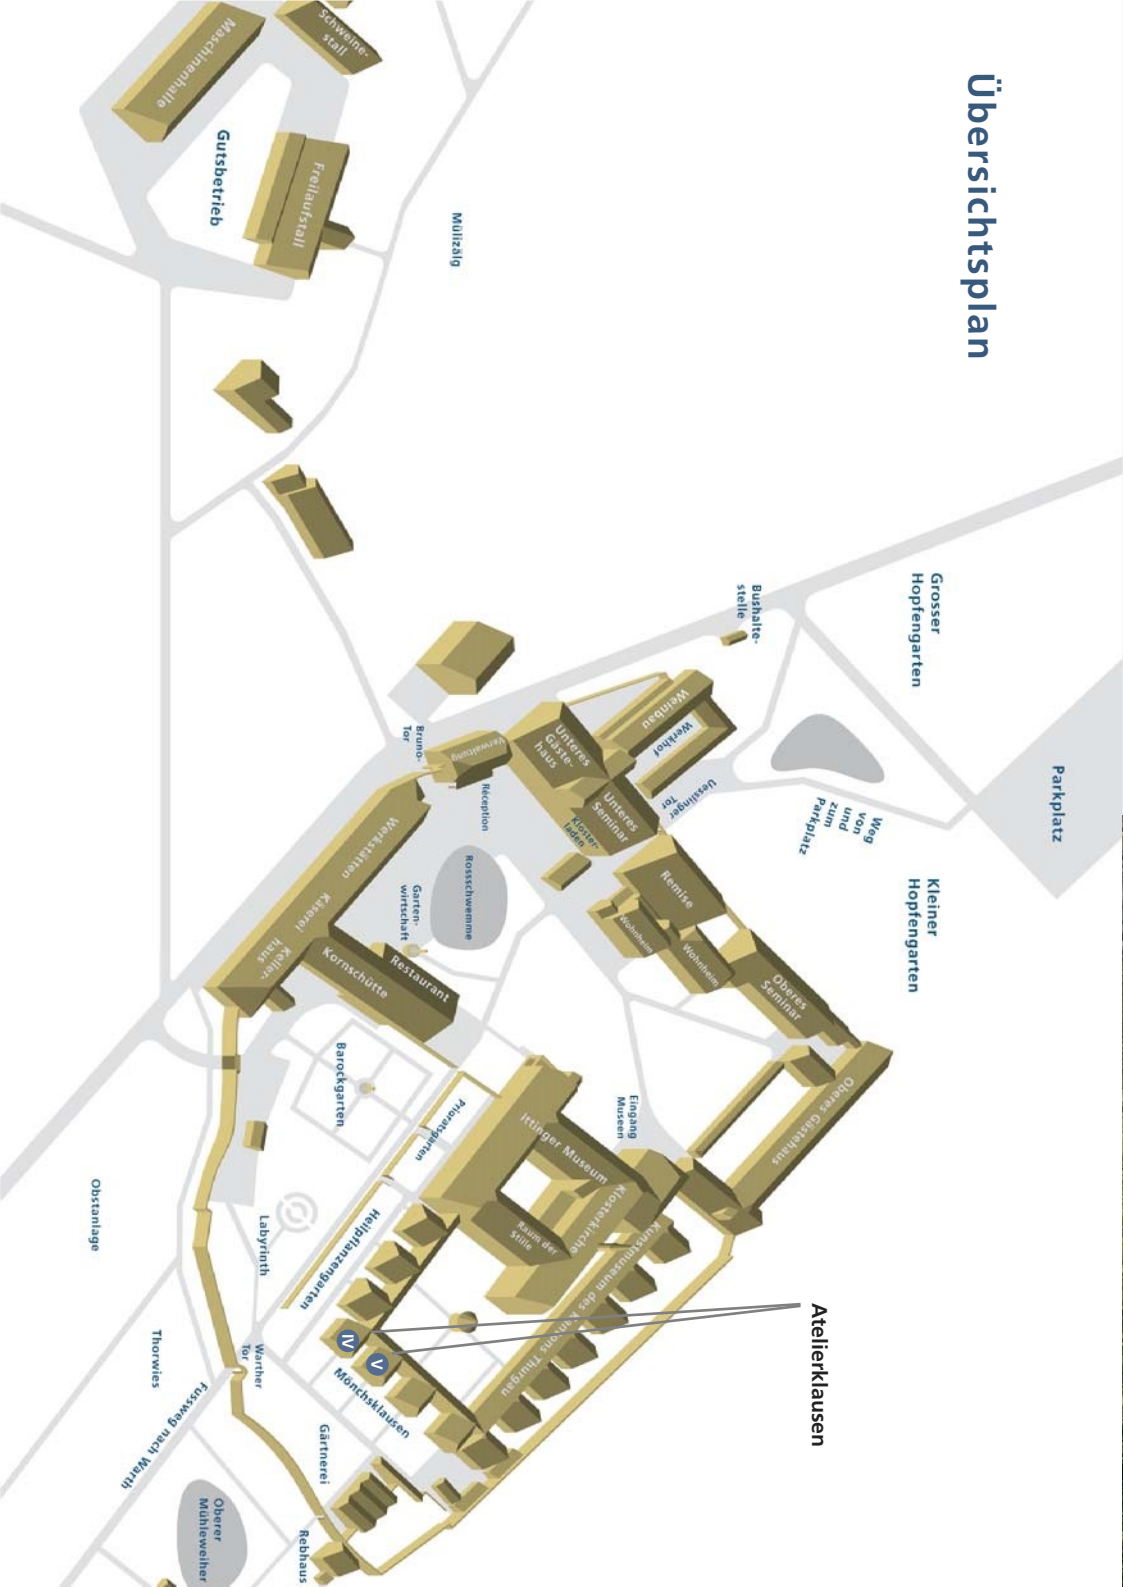 Übersichtsplan
Schweine-
stall
Maschinenhalle
Gutsbetrieb
Freilaufstall
Mülizälg
Grosser
Hopfengarten
Parkplatz
Bushalte-
stelle
Weg
von
und
zum
Parkplatz
Kleiner
Hopfengarten
Weinbau
Werkhof
Uesslinger
Tor
Unteres
Gäste-
haus
Unteres
Seminar
Kloster-
laden
Verwaltung
Bruno-
Tor
Réception
Remise
Wohnheim
Wohnheim
Oberes
Seminar
Oberes Gästehaus
Werkstätten
Käserei
Keller-
haus
Rossschwemme
Garten-
wirtschaft
Restaurant
Kornschütte
Barockgarten
Prioratsgarten
Eingang
Museen
Ittinger Museum
Klosterkirche
Raum der
Stille
Kunstmuseum des Kantons Thurgau
Heilpflanzengarten
Labyrinth
Obstanlage
Atelierklausen
IV
V
Mönchsklausen
Warther
Tor
Thorwies
Fussweg nach Warth
Gärtnerei
Rebhaus
Oberer
Mühleweiher